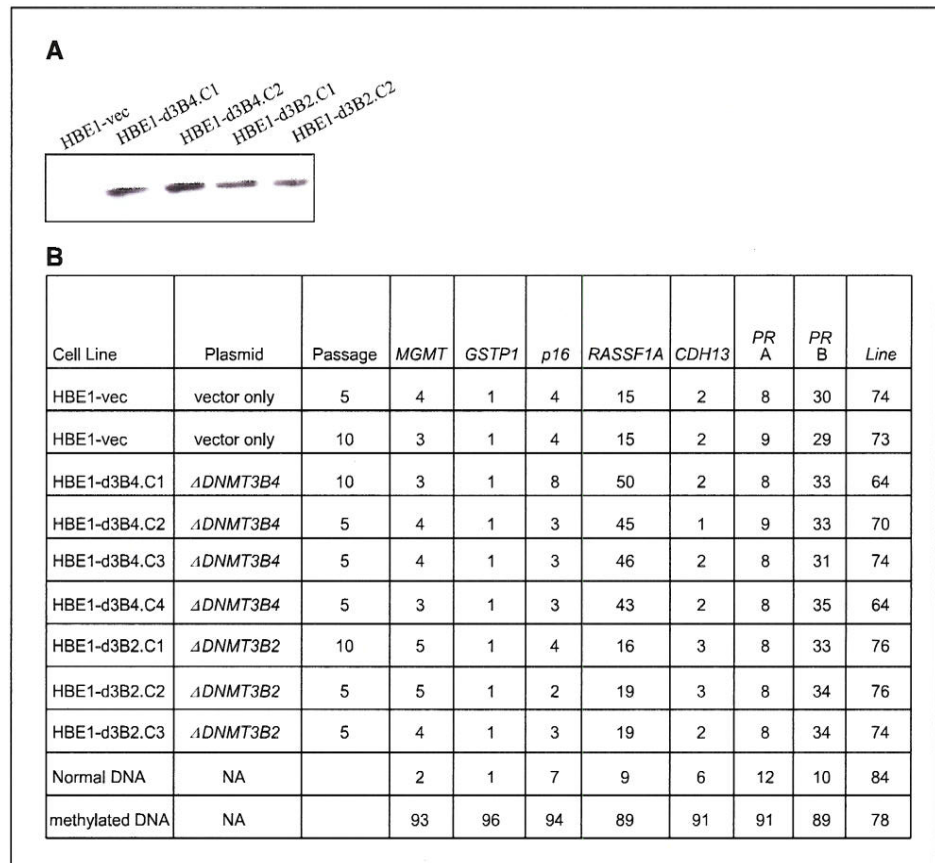 A
HBE1-vec
HBE1-d3B4.C1
HBE1-d3B4.C2
HBE1-d3B2.C1
HBE1-d3B2.C2
B
Cell Line Plasmid Passage MGMT GSTP1 p16 RASSF1A CDH13 PR A PR B Line
HBE1-vec vector only 5 4 1 4 15 2 8 30 74
HBE1-vec vector only 10 3 1 4 15 2 9 29 73
HBE1-d3B4.C1 ΔDNMT3B4 10 3 1 8 50 2 8 33 64
HBE1-d3B4.C2 ΔDNMT3B4 5 4 1 3 45 1 9 33 70
HBE1-d3B4.C3 ΔDNMT3B4 5 4 1 3 46 2 8 31 74
HBE1-d3B4.C4 ΔDNMT3B4 5 3 1 3 43 2 8 35 64
HBE1-d3B2.C1 ΔDNMT3B2 10 5 1 4 16 3 8 33 76
HBE1-d3B2.C2 ΔDNMT3B2 5 5 1 2 19 3 8 34 76
HBE1-d3B2.C3 ΔDNMT3B2 5 4 1 3 19 2 8 34 74
Normal DNA NA 2 1 7 9 6 12 10 84
methylated DNA NA 93 96 94 89 91 91 89 78